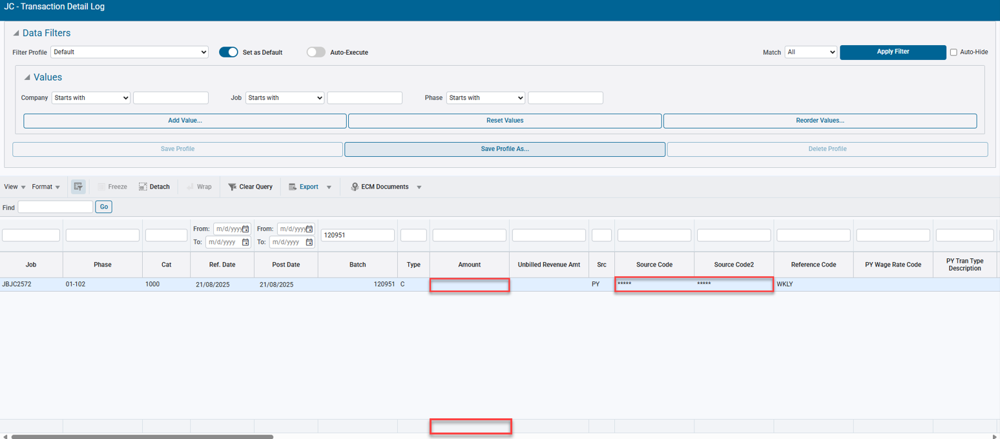 JC - Transaction Detail Log
Data Filters
Filter Profile Default Set as Default Auto-Execute Match All Apply Filter Auto-Hide
Values
Company Starts with Job Starts with Phase Starts with
Add Value... Reset Values Reorder Values...
Save Profile Save Profile As... Delete Profile
View Format Freeze Detach Wrap Clear Query Export ECM Documents
Find Go
From: m/d/yyyy From: m/d/yyyy
120951
To: m/d/yyyy To: m/d/yyyy
Job Phase Cat Ref. Date Post Date Batch Type Amount Unbilled Revenue Amt Src Source Code Source Code2 Reference Code PY Wage Rate Code PY Tran Type Description
JBJC2572 01-102 1000 21/08/2025 21/08/2025 120951 C PY ***** ***** WKLY